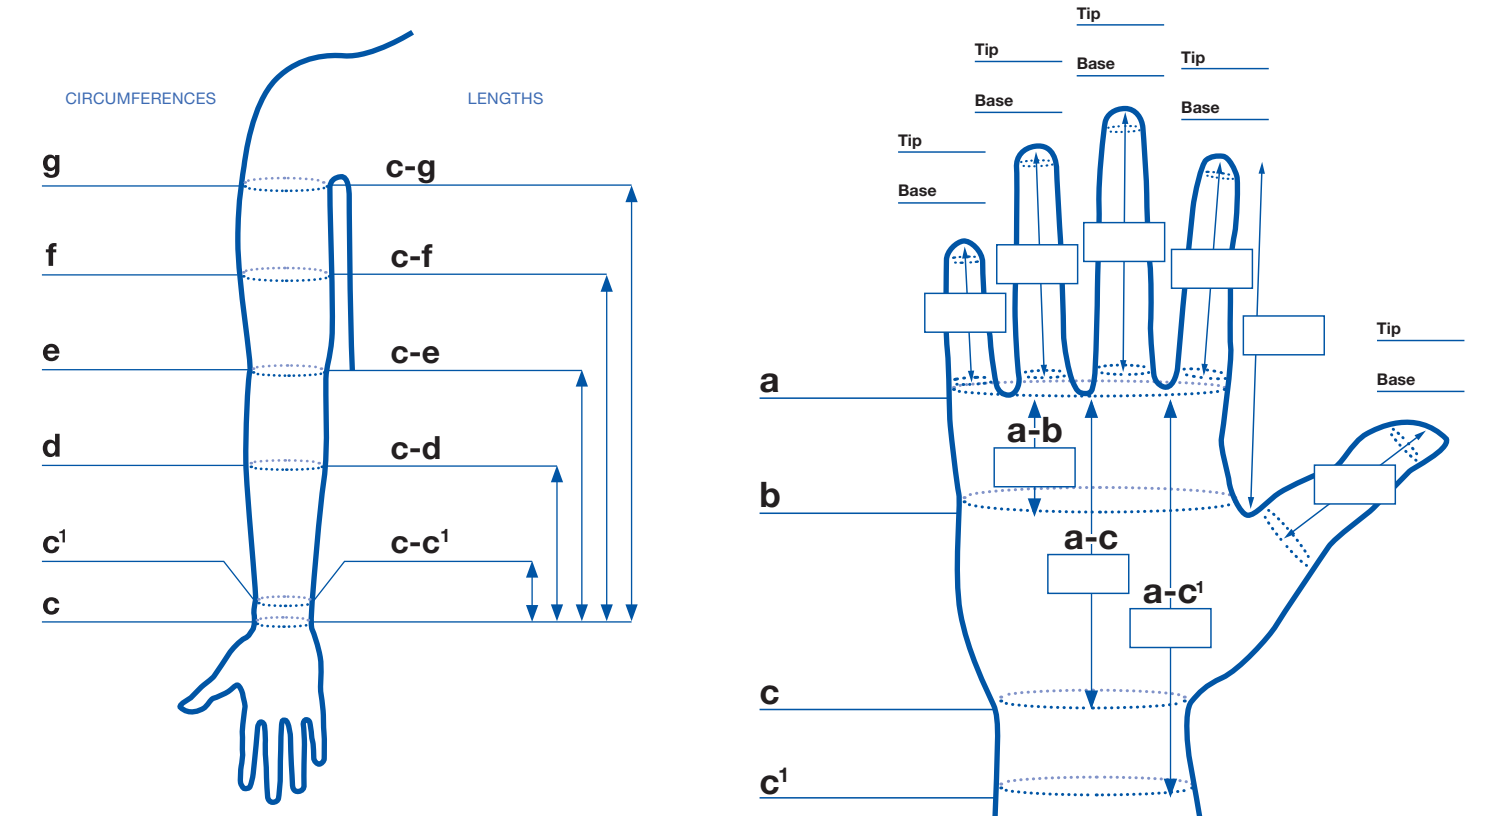 CIRCUMFERENCES
LENGTHS
g
c-g
f
c-f
e
c-e
d
c-d
c¹
c-c¹
c
Tip
Base
Tip
Base
Tip
Base
Tip
Base
Tip
Base
a
a-b
b
a-c
a-c¹
c
c¹